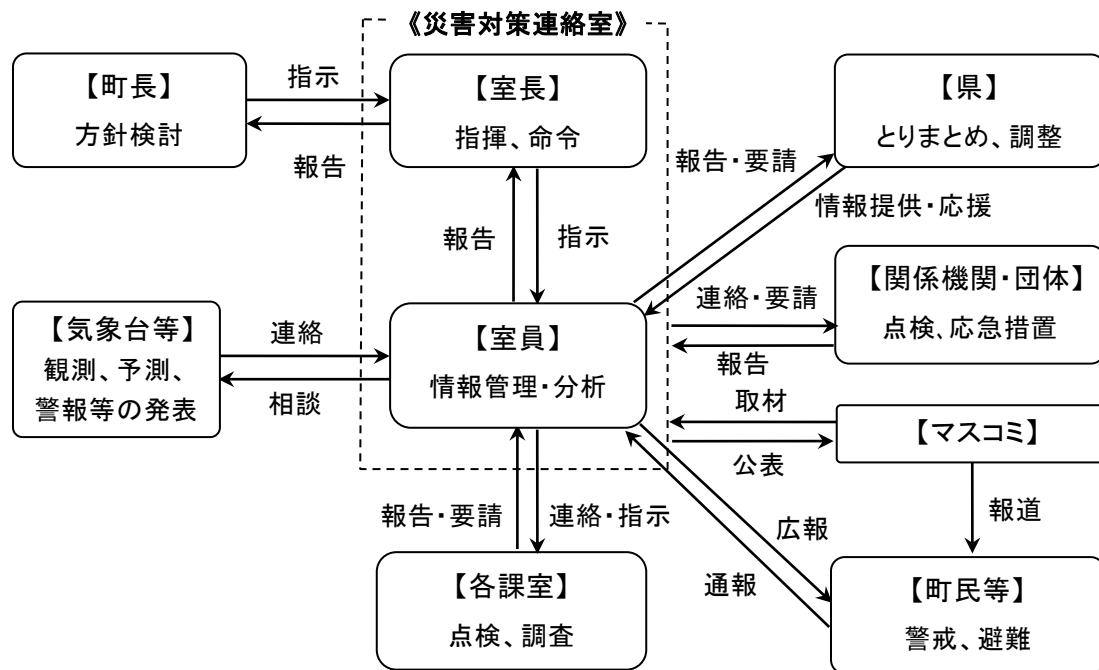 《災害対策連絡室》
【町長】
方針検討
指示
報告
【室長】
指揮、命令
【県】
とりまとめ、調整
報告・要請
情報提供・応援
報告
指示
【気象台等】
観測、予測、
警報等の発表
連絡
相談
【室員】
情報管理・分析
【関係機関・団体】
点検、応急措置
連絡・要請
報告
取材
公表
【マスコミ】
報道
報告・要請
連絡・指示
広報
通報
【各課室】
点検、調査
【町民等】
警戒、避難